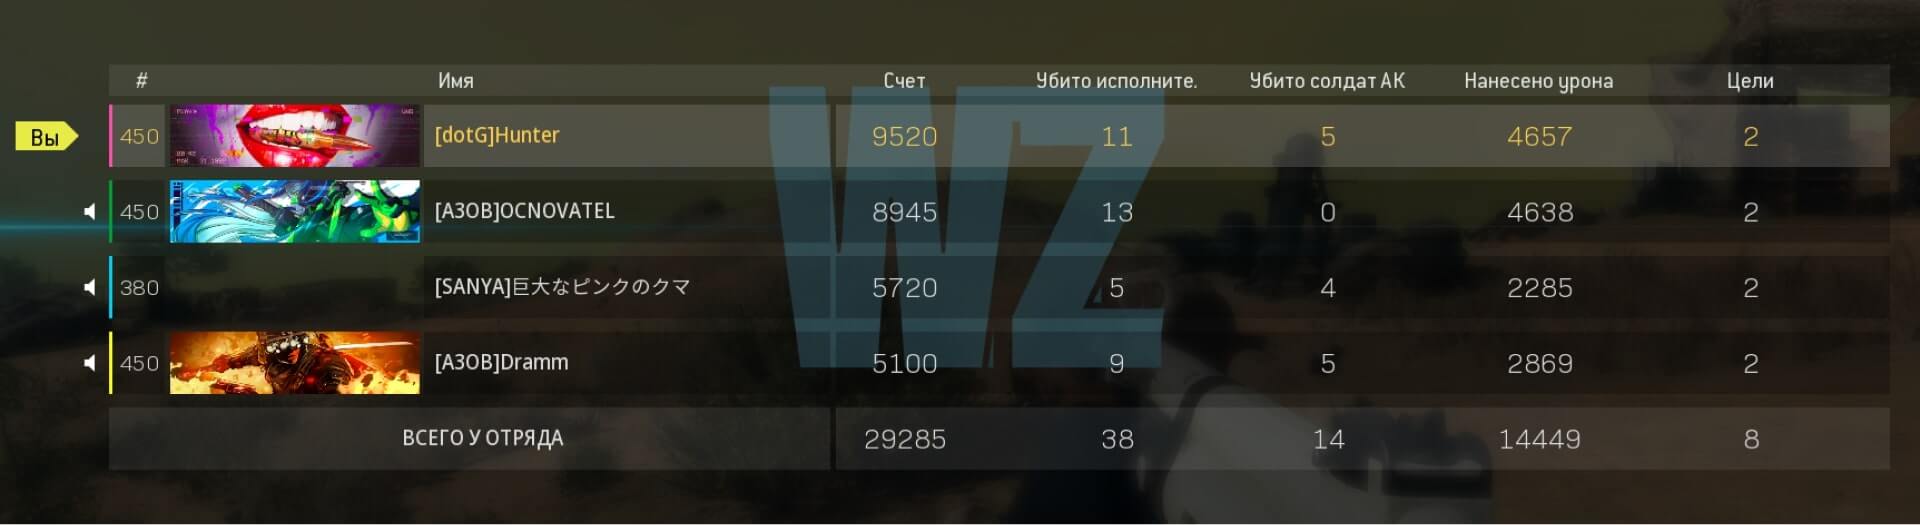 # Имя Счет Убито исполните. Убито солдат АК Нанесено урона Цели
Вы 450 [dotG]Hunter 9520 11 5 4657 2
450 [A3OB]OCNOVATEL 8945 13 0 4638 2
380 [SANYA]巨大なピンクのクマ 5720 5 4 2285 2
450 [A3OB]Dramm 5100 9 5 2869 2
ВСЕГО У ОТРЯДА 29285 38 14 14449 8
WZ